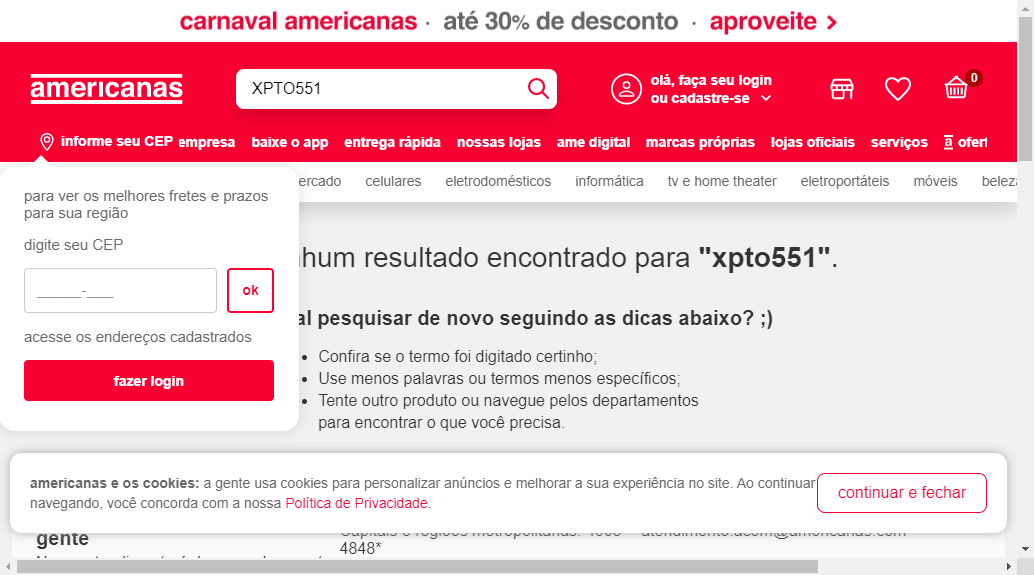 carnaval americanas · até 30% de desconto · aproveite >
americanas
XPTO551
olá, faça seu login
ou cadastre-se
0
informe seu CEP
empresa baixe o app entrega rápida nossas lojas ame digital marcas próprias lojas oficiais serviços a ofert
ercado celulares eletrodomésticos informática tv e home theater eletroportáteis móveis beleza
para ver os melhores fretes e prazos
para sua região
digite seu CEP
_____-___
ok
acesse os endereços cadastrados
fazer login
hum resultado encontrado para "xpto551".
al pesquisar de novo seguindo as dicas abaixo? ;)
• Confira se o termo foi digitado certinho;
• Use menos palavras ou termos menos específicos;
• Tente outro produto ou navegue pelos departamentos
para encontrar o que você precisa.
americanas e os cookies: a gente usa cookies para personalizar anúncios e melhorar a sua experiência no site. Ao continuar
navegando, você concorda com a nossa Política de Privacidade.
continuar e fechar
gente
4848*